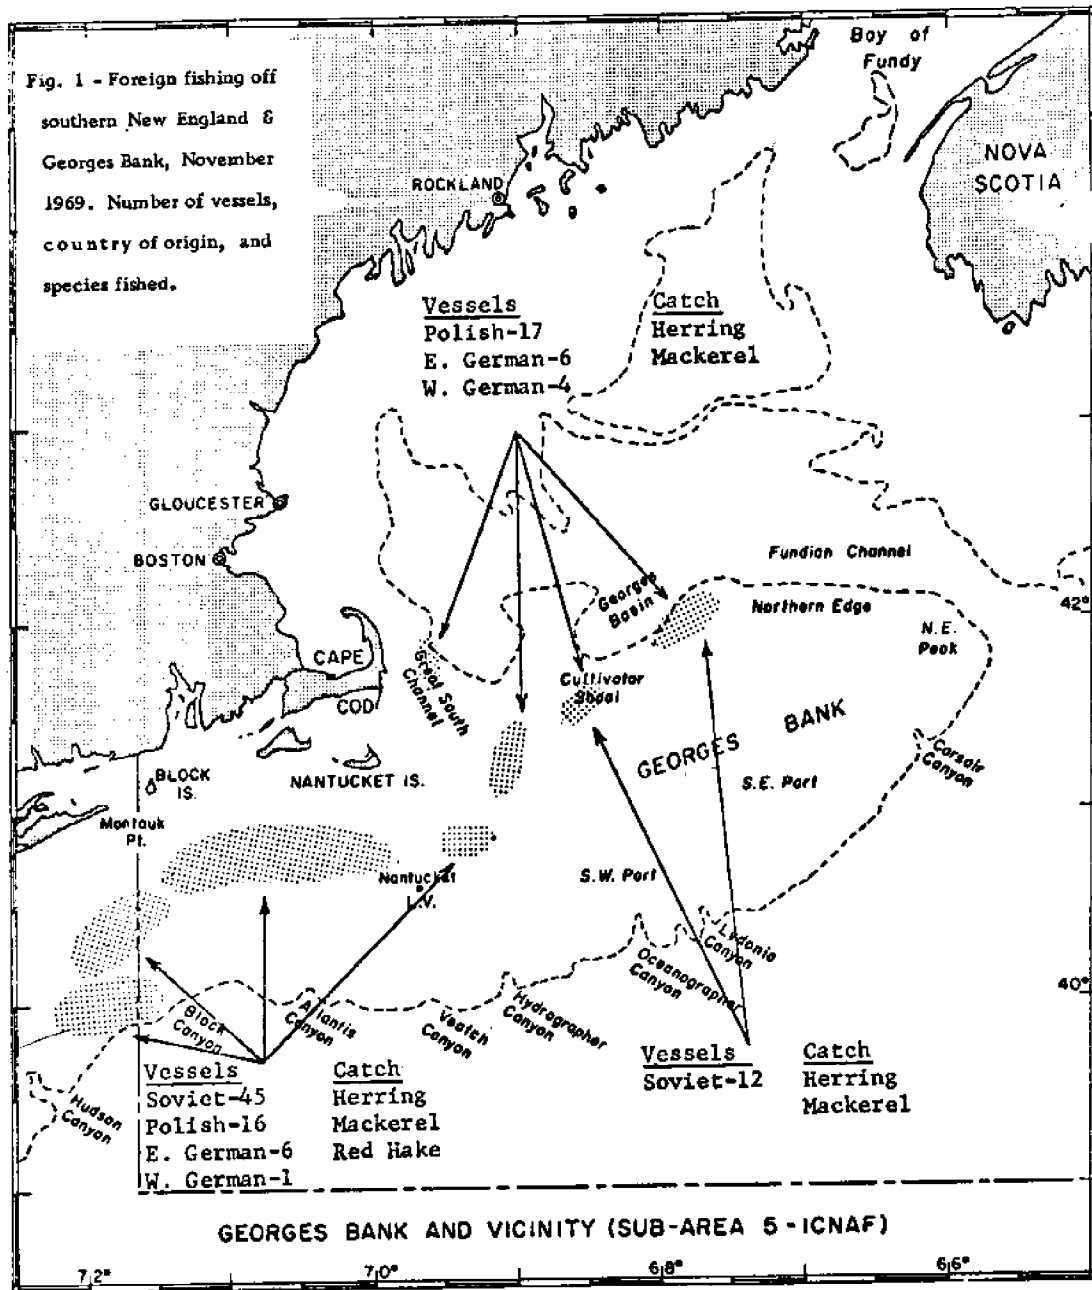 Fig. 1 - Foreign fishing off
southern New England &
Georges Bank, November
1969. Number of vessels,
country of origin, and
species fished.
Bay of
Fundy
NOVA
SCOTIA
ROCKLAND
Vessels
Polish-17
E. German-6
W. German-4
Catch
Herring
Mackerel
GLOUCESTER
BOSTON
Fundian Channel
Georges
Basin
Northern Edge
42°
N.E.
Peak
CAPE
COD
Great South
Channel
Cultivator
Shoal
GEORGES BANK
Corsair
Canyon
BLOCK
IS.
NANTUCKET IS.
S.E. Part
Montauk
Pt.
Nantucket
L.V.
S.W. Part
Lydonia
Canyon
Oceanographer
Canyon
40°
Hydrographer
Canyon
Veatch
Canyon
Atlantis
Canyon
Block
Canyon
Hudson
Canyon
Vessels
Soviet-45
Polish-16
E. German-6
W. German-1
Catch
Herring
Mackerel
Red Hake
Vessels
Soviet-12
Catch
Herring
Mackerel
GEORGES BANK AND VICINITY (SUB-AREA 5-ICNAF)
72°
70°
68°
66°